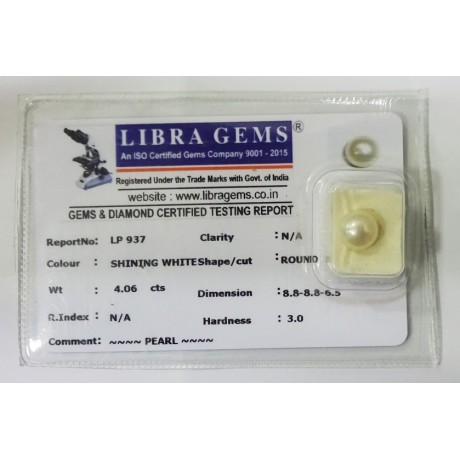 LIBRA GEMS®
An ISO Certified Gems Company 9001 - 2015
Registered Under the Trade Marks with Govt. of India
website : www.libragems.co.in
GEMS & DIAMOND CERTIFIED TESTING REPORT
ReportNo: LP 937 Clarity : N/A
Colour : SHINING WHITE Shape/cut : ROUND
Wt : 4.06 cts Dimension : 8.8-8.8-6.5
R.Index : N/A Hardness : 3.0
Comment: ~~~~ PEARL ~~~~